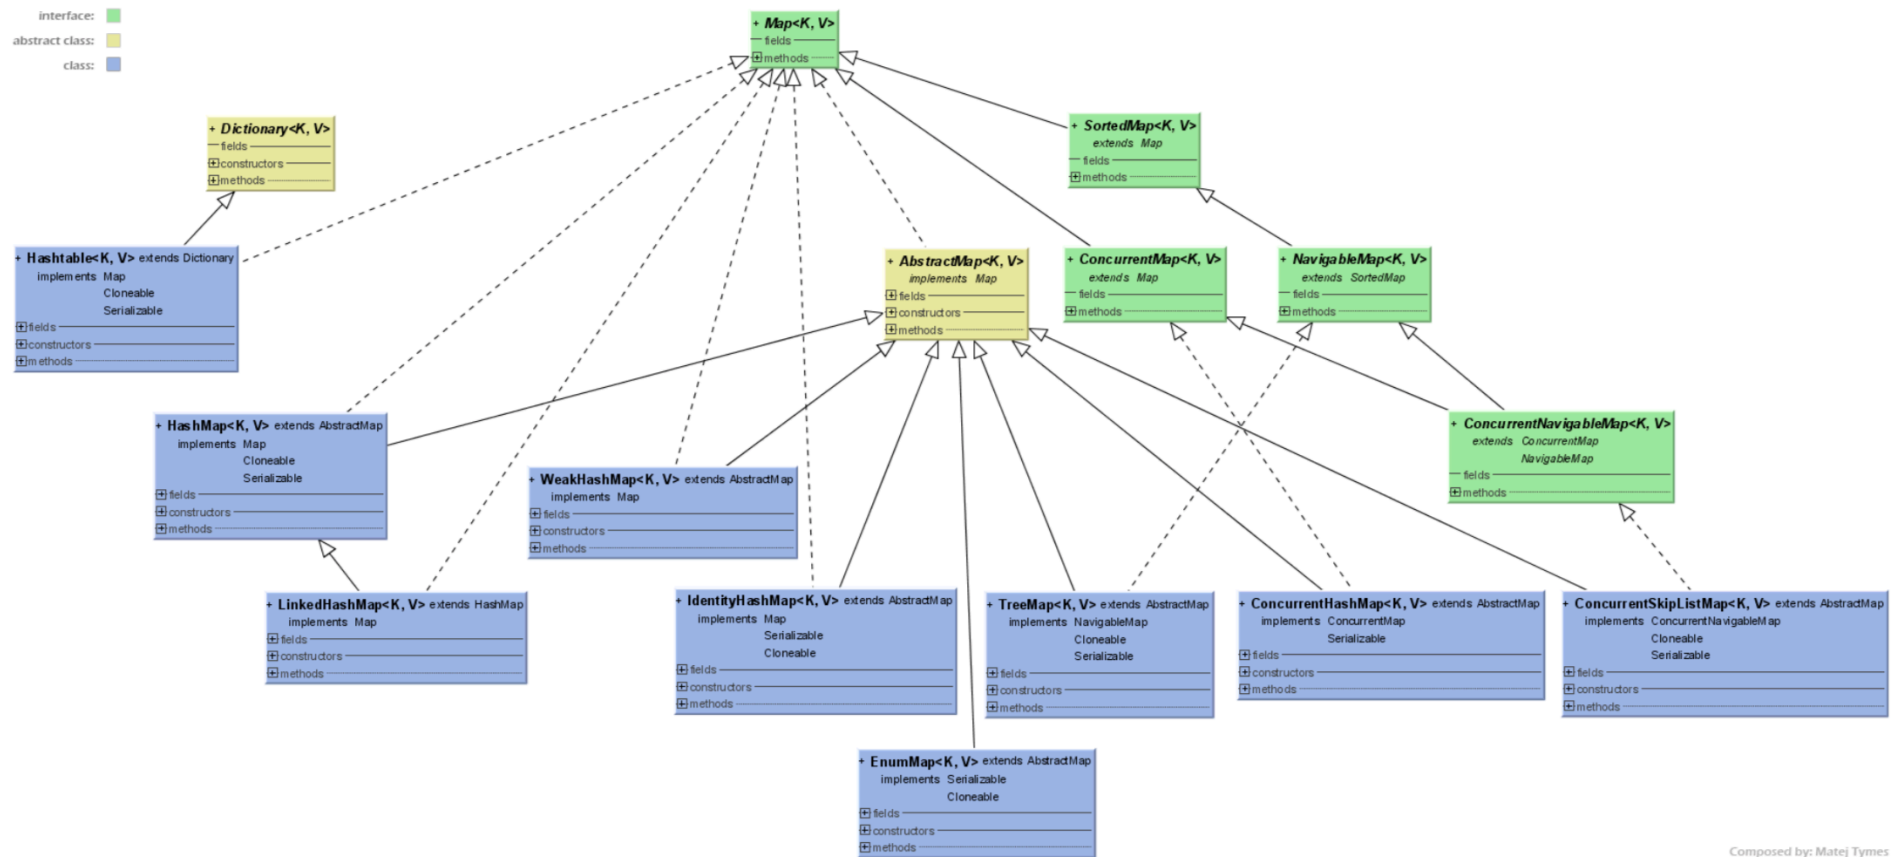 interface:
abstract class:
class:
+ Map<K, V>
fields
methods
+ Dictionary<K, V>
fields
constructors
methods
+ SortedMap<K, V>
extends Map
fields
methods
+ Hashtable<K, V> extends Dictionary
implements Map
Cloneable
Serializable
fields
constructors
methods
+ AbstractMap<K, V>
implements Map
fields
constructors
methods
+ ConcurrentMap<K, V>
extends Map
fields
methods
+ NavigableMap<K, V>
extends SortedMap
fields
methods
+ HashMap<K, V> extends AbstractMap
implements Map
Cloneable
Serializable
fields
constructors
methods
+ WeakHashMap<K, V> extends AbstractMap
implements Map
fields
constructors
methods
+ ConcurrentNavigableMap<K, V>
extends ConcurrentMap
NavigableMap
fields
methods
+ LinkedHashMap<K, V> extends HashMap
implements Map
fields
constructors
methods
+ IdentityHashMap<K, V> extends AbstractMap
implements Map
Serializable
Cloneable
fields
constructors
methods
+ TreeMap<K, V> extends AbstractMap
implements NavigableMap
Cloneable
Serializable
fields
constructors
methods
+ ConcurrentHashMap<K, V> extends AbstractMap
implements ConcurrentMap
Serializable
fields
constructors
methods
+ ConcurrentSkipListMap<K, V> extends AbstractMap
implements ConcurrentNavigableMap
Cloneable
Serializable
fields
constructors
methods
+ EnumMap<K, V> extends AbstractMap
implements Serializable
Cloneable
fields
constructors
methods
Composed by: Matej Tymes